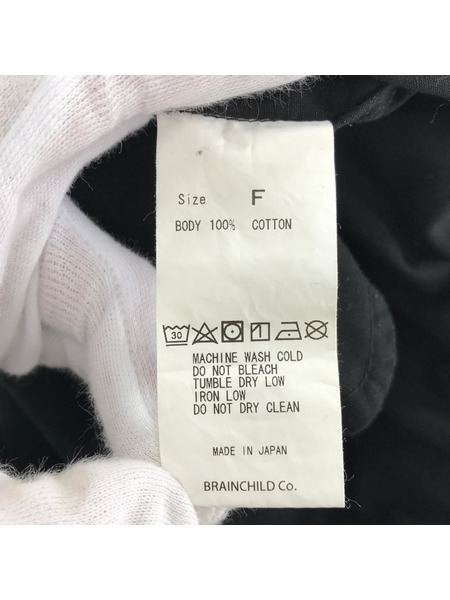 Size F
BODY 100% COTTON
30
MACHINE WASH COLD
DO NOT BLEACH
TUMBLE DRY LOW
IRON LOW
DO NOT DRY CLEAN
MADE IN JAPAN
BRAINCHILD Co.